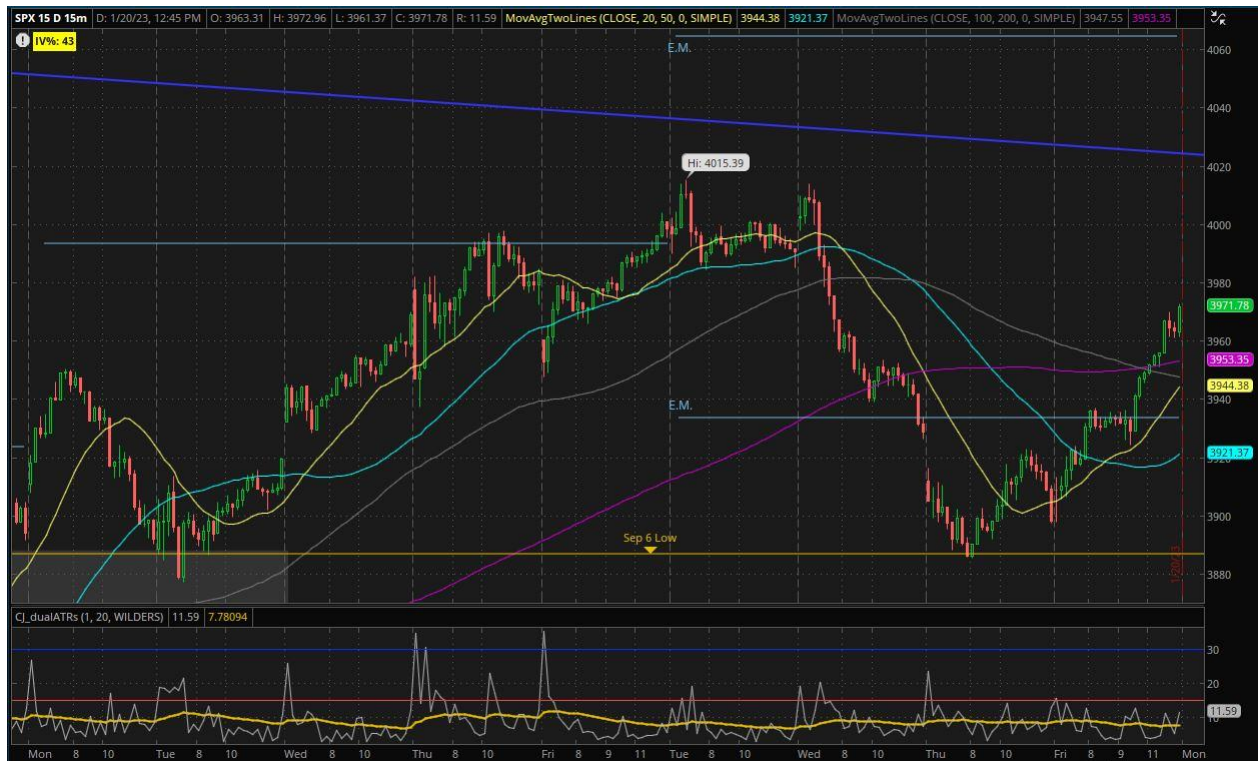 SPX 15 D 15m D: 1/20/23, 12:45 PM O: 3963.31 H: 3972.96 L: 3961.37 C: 3971.78 R: 11.59 MovAvgTwoLines (CLOSE, 20, 50, 0, SIMPLE) 3944.38 3921.37 MovAvgTwoLines (CLOSE, 100, 200, 0, SIMPLE) 3947.55 3953.35
IV%: 43
E.M.
4060
4040
Hi: 4015.39
4020
4000
3980
3971.78
3960
3953.35
3944.38
E.M.
3940
3921.37
3920
3900
Sep 6 Low
3880
1/20/23
CJ_dualATRs (1, 20, WILDERS) 11.59 7.78094
30
20
11.59
10
Mon 8 10 Tue 8 10 Wed 8 10 Thu 8 10 Fri 8 9 11 Tue 8 10 Wed 8 10 Thu 8 10 Fri 8 9 11 Mon